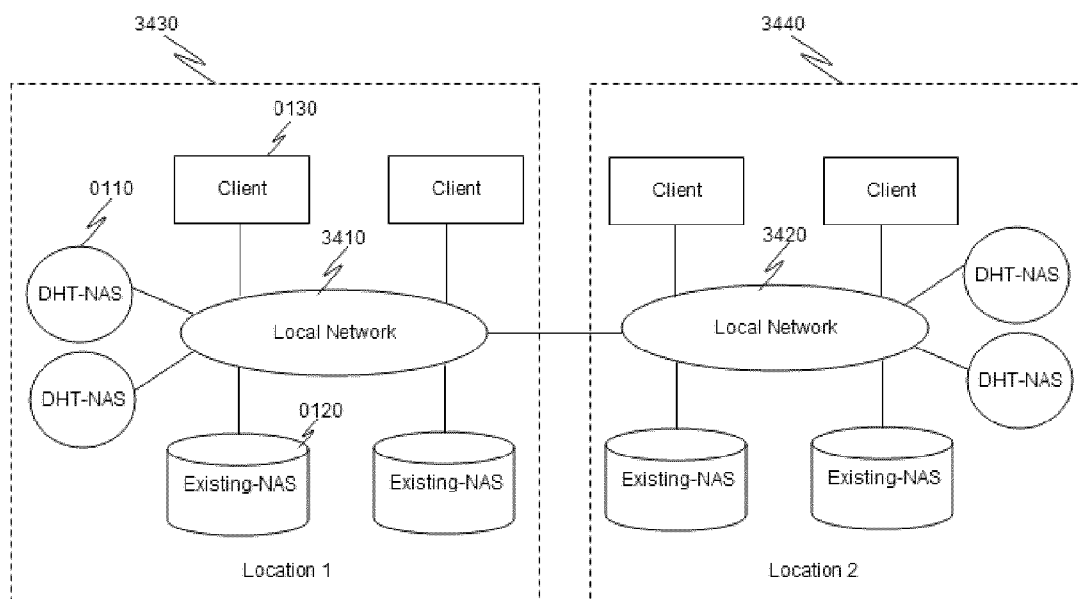 3430
3440
0130
Client
Client
Client
Client
0110
3410
3420
DHT-NAS
DHT-NAS
Local Network
Local Network
DHT-NAS
DHT-NAS
0120
Existing-NAS
Existing-NAS
Existing-NAS
Existing-NAS
Location 1
Location 2